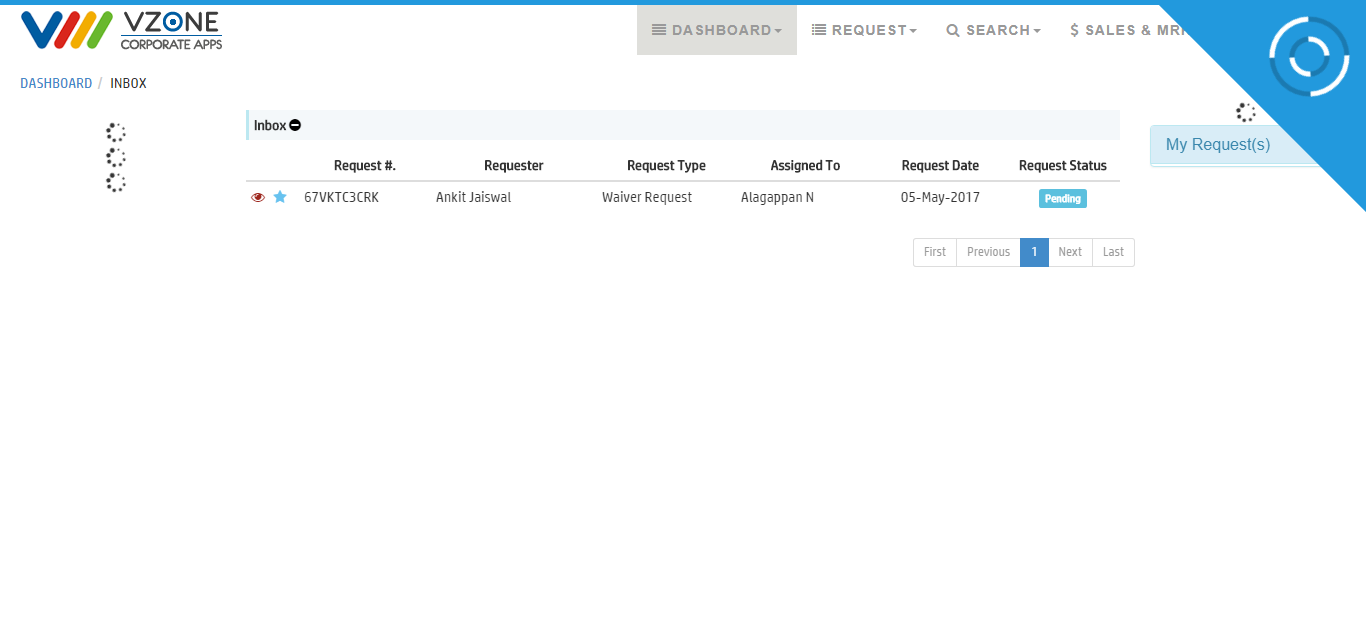 VZONE
CORPORATE APPS
DASHBOARD
REQUEST
SEARCH
$ SALES &
DASHBOARD / INBOX
Inbox
Request #. Requester Request Type Assigned To Request Date Request Status
67VKTC3CRK Ankit Jaiswal Waiver Request Alagappan N 05-May-2017 Pending
First Previous 1 Next Last
My Request(s)